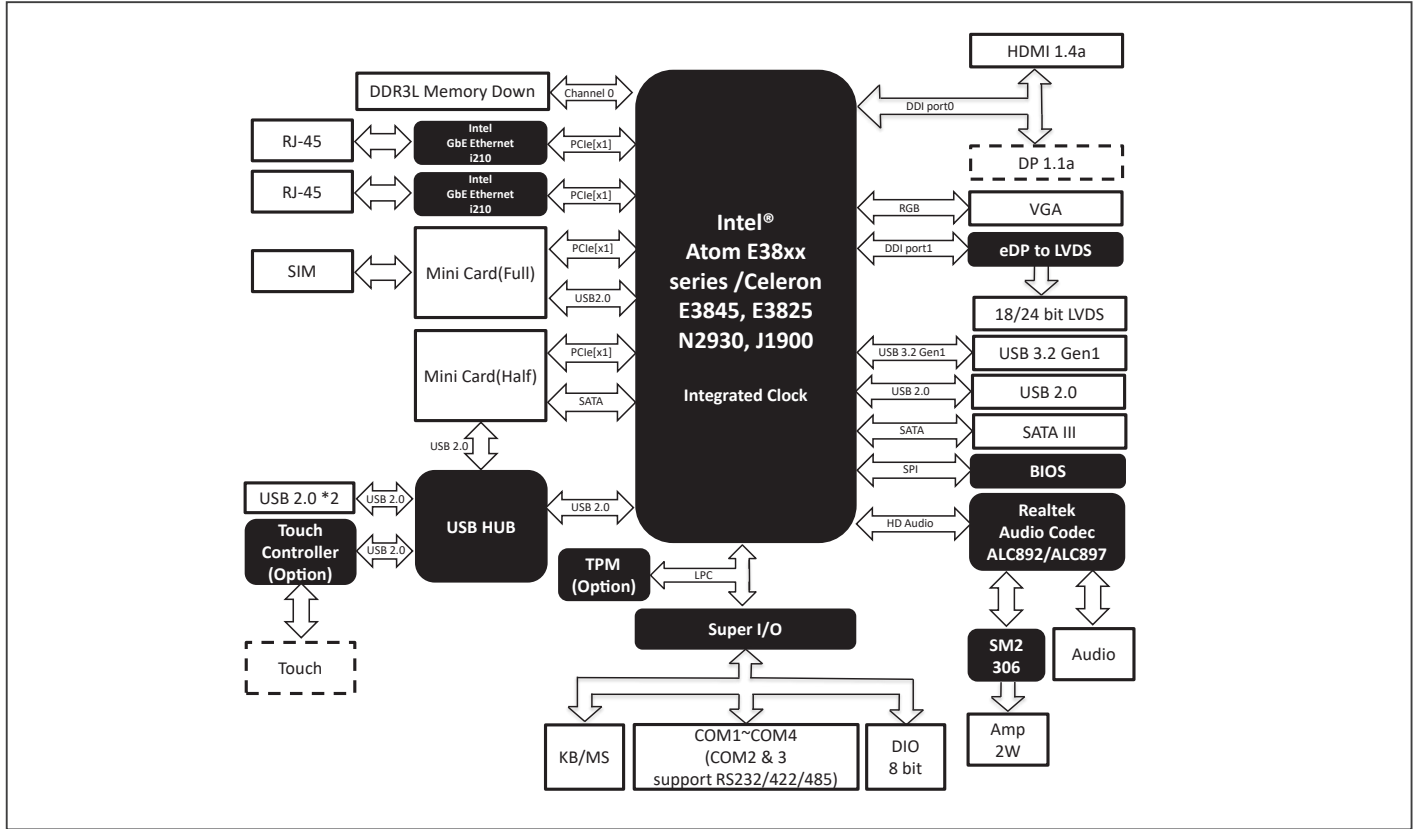 HDMI 1.4a
DDR3L Memory Down
Channel 0
DDI port0
RJ-45
Intel
GbE Ethernet
i210
PCIe[x1]
DP 1.1a
RJ-45
Intel
GbE Ethernet
i210
PCIe[x1]
RGB
VGA
Intel®
Atom E38xx
series /Celeron
E3845, E3825
N2930, J1900
Integrated Clock
DDI port1
eDP to LVDS
SIM
Mini Card(Full)
PCIe[x1]
USB2.0
18/24 bit LVDS
Mini Card(Half)
PCIe[x1]
SATA
USB 3.2 Gen1
USB 3.2 Gen1
USB 2.0
USB 2.0
SATA
SATA III
USB 2.0
SPI
BIOS
USB 2.0 *2
USB 2.0
USB HUB
USB 2.0
HD Audio
Realtek
Audio Codec
ALC892/ALC897
Touch
Controller
(Option)
USB 2.0
TPM
(Option)
LPC
Super I/O
Touch
SM2
306
Audio
KB/MS
COM1~COM4
(COM2 & 3
support RS232/422/485)
DIO
8 bit
Amp
2W